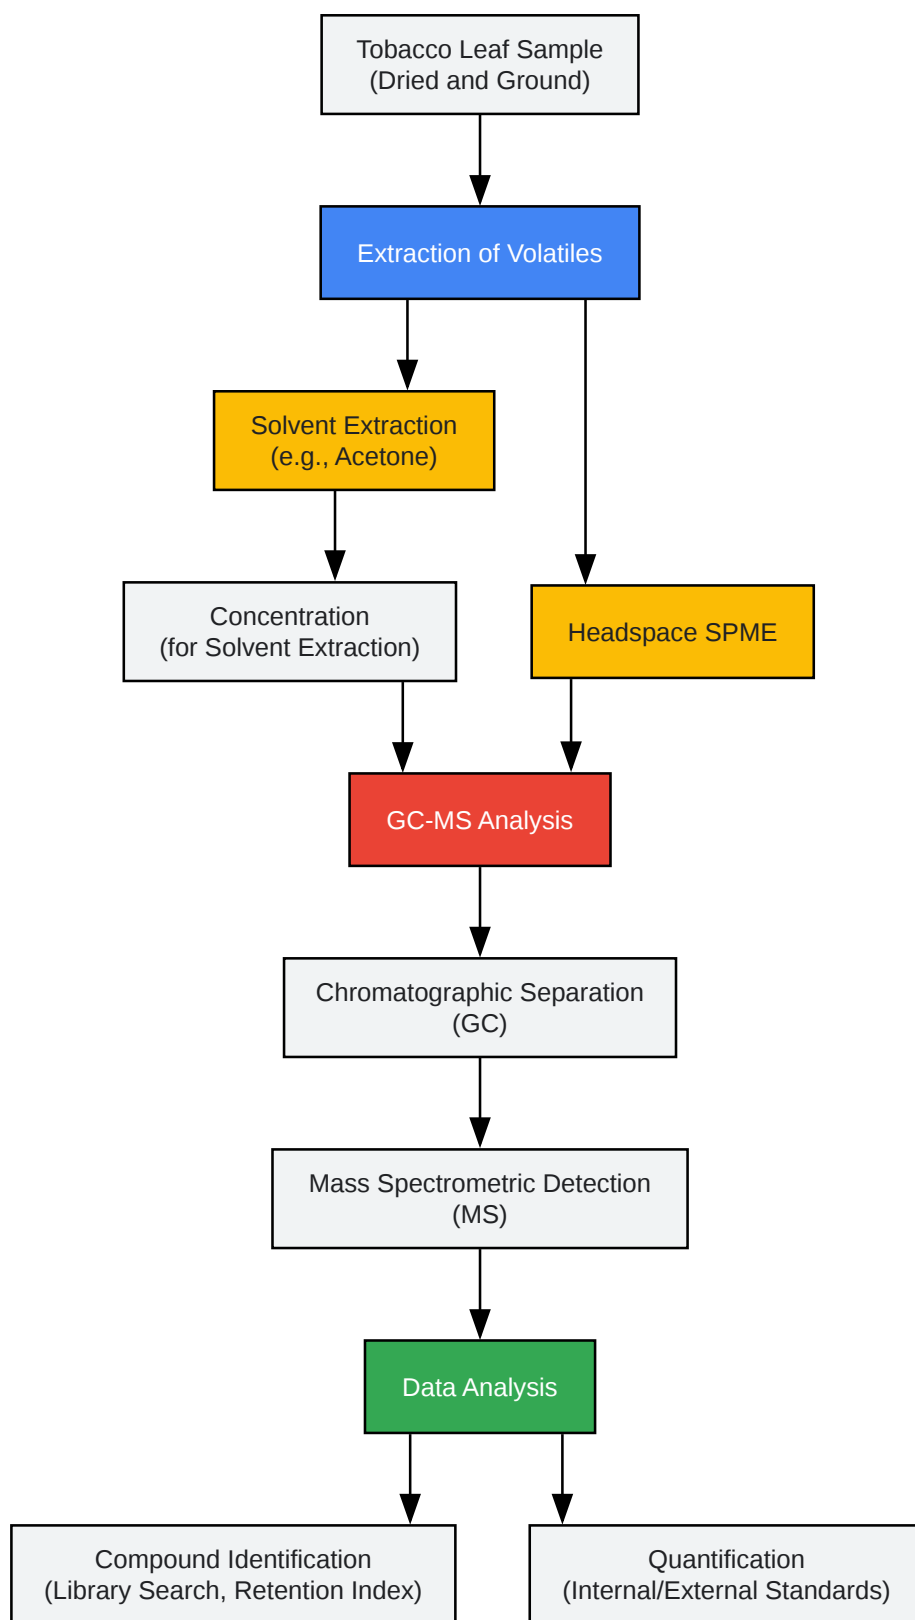 Tobacco Leaf Sample
(Dried and Ground)
Extraction of Volatiles
Solvent Extraction
(e.g., Acetone)
Concentration
(for Solvent Extraction)
Headspace SPME
GC-MS Analysis
Chromatographic Separation
(GC)
Mass Spectrometric Detection
(MS)
Data Analysis
Compound Identification
(Library Search, Retention Index)
Quantification
(Internal/External Standards)